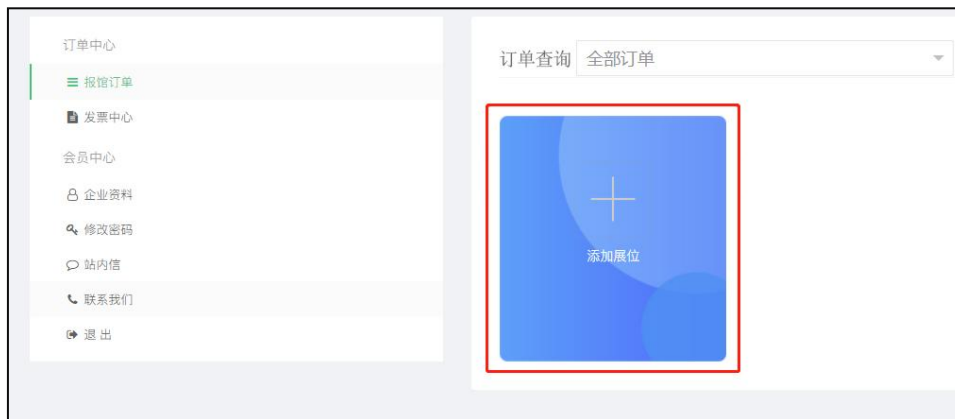 订单中心
报馆订单
发票中心
会员中心
企业资料
修改密码
站内信
联系我们
退 出
订单查询 全部订单
添加展位